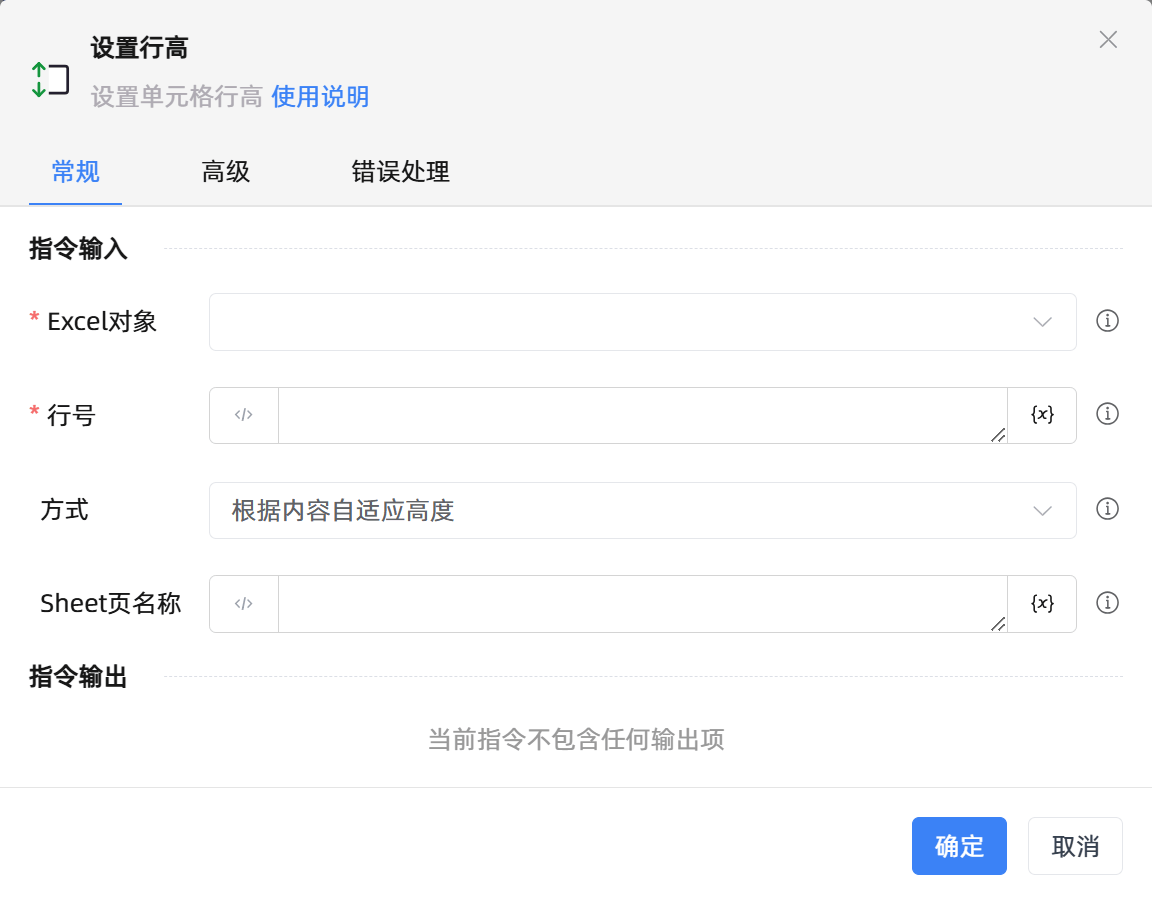 设置行高
设置单元格行高 使用说明
常规 高级 错误处理
指令输入
* Excel对象
* 行号 </> {x}
方式 根据内容自适应高度
Sheet页名称 </> {x}
指令输出
当前指令不包含任何输出项
确定 取消